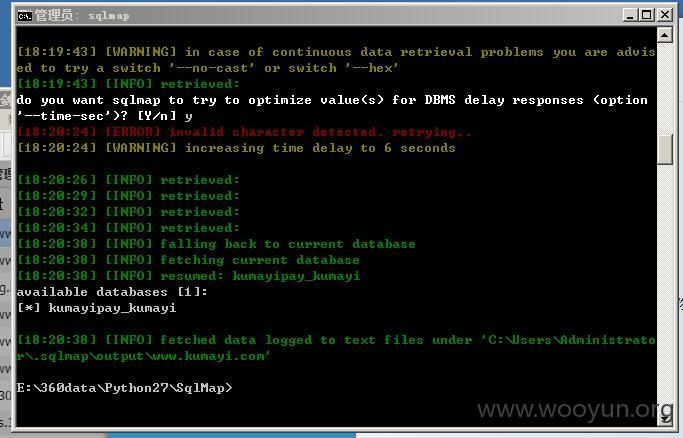 管理员: sqlmap
[18:19:43] [WARNING] in case of continuous data retrieval problems you are advis
ed to try a switch '--no-cast' or switch '--hex'
[18:19:43] [INFO] retrieved:
do you want sqlmap to try to optimize value(s) for DBMS delay responses (option
'--time-sec')? [Y/n] y
[18:20:24] [ERROR] invalid character detected. retrying..
[18:20:24] [WARNING] increasing time delay to 6 seconds
[18:20:26] [INFO] retrieved:
[18:20:29] [INFO] retrieved:
[18:20:32] [INFO] retrieved:
[18:20:34] [INFO] retrieved:
[18:20:38] [INFO] falling back to current database
[18:20:38] [INFO] fetching current database
[18:20:38] [INFO] resumed: kumayipay_kumayi
available databases [1]:
[*] kumayipay_kumayi
[18:20:38] [INFO] fetched data logged to text files under 'C:\Users\Administrato
r\.sqlmap\output\www.kumayi.com'
E:\360data\Python27\SqlMap>
www.wooyun.org